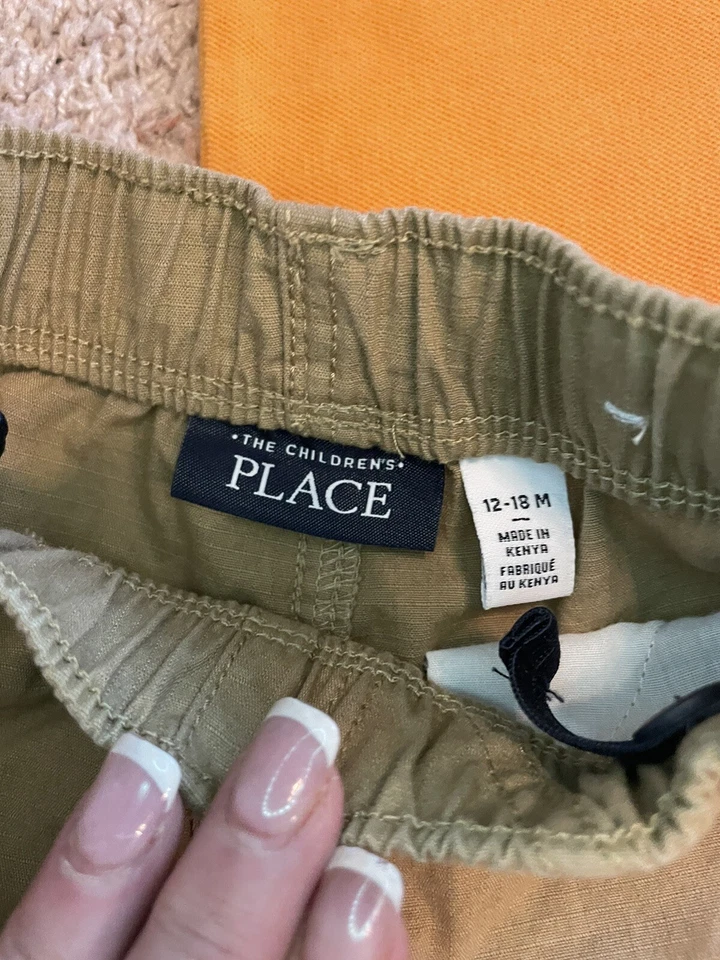 •THE CHILDREN'S•
PLACE
12-18 M
MADE IN
KENYA
FABRIQUÉ
AU KENYA